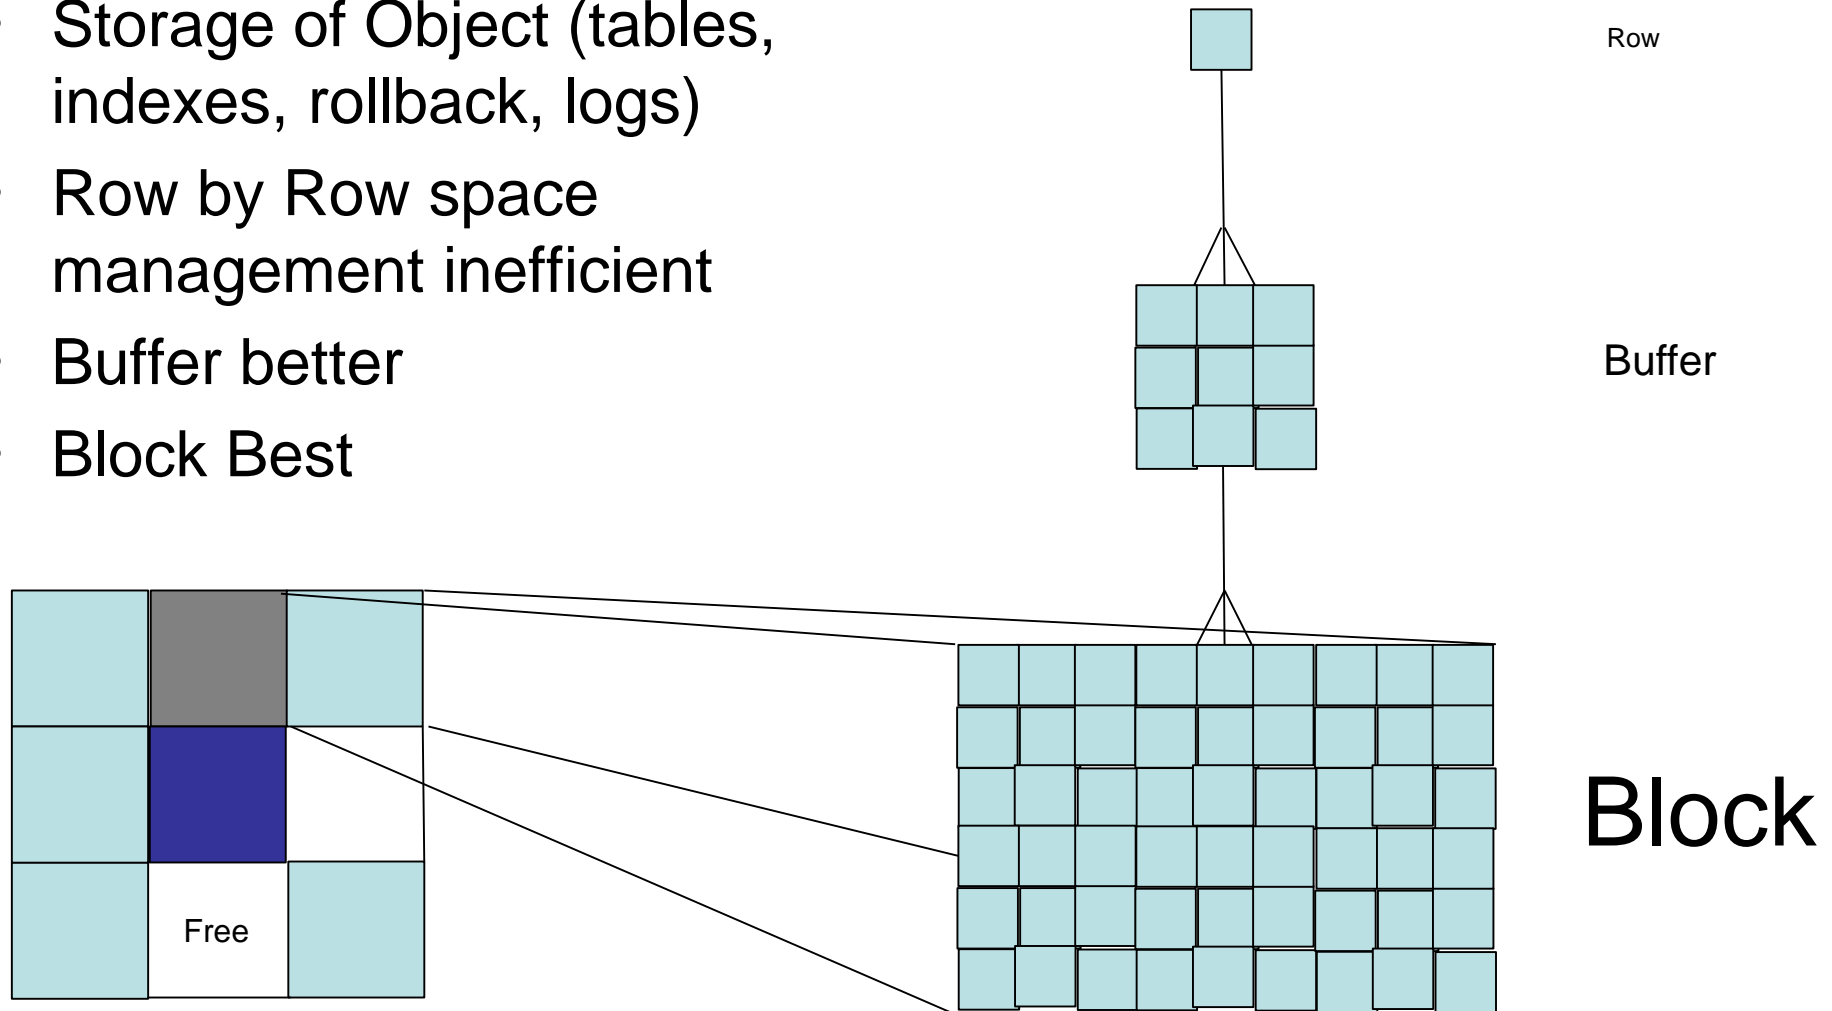 Storage of Object (tables,
indexes, rollback, logs)
Row by Row space
management inefficient
Buffer better
Block Best
Row
Buffer
Block
Free